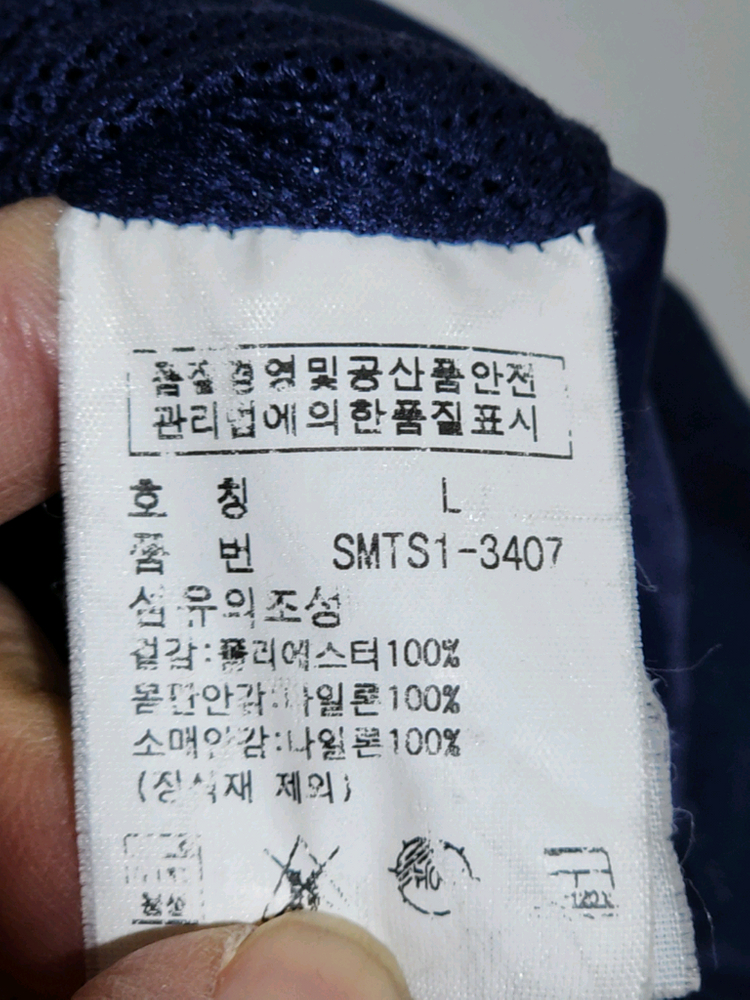 품질경영및공산품안전
관리법에의한품질표시
호 칭 L
품 번 SMTS1-3407
섬유의조성
겉감:폴리에스터100%
몸판안감:나일론100%
소매안감:나일론100%
(장식재 제외)